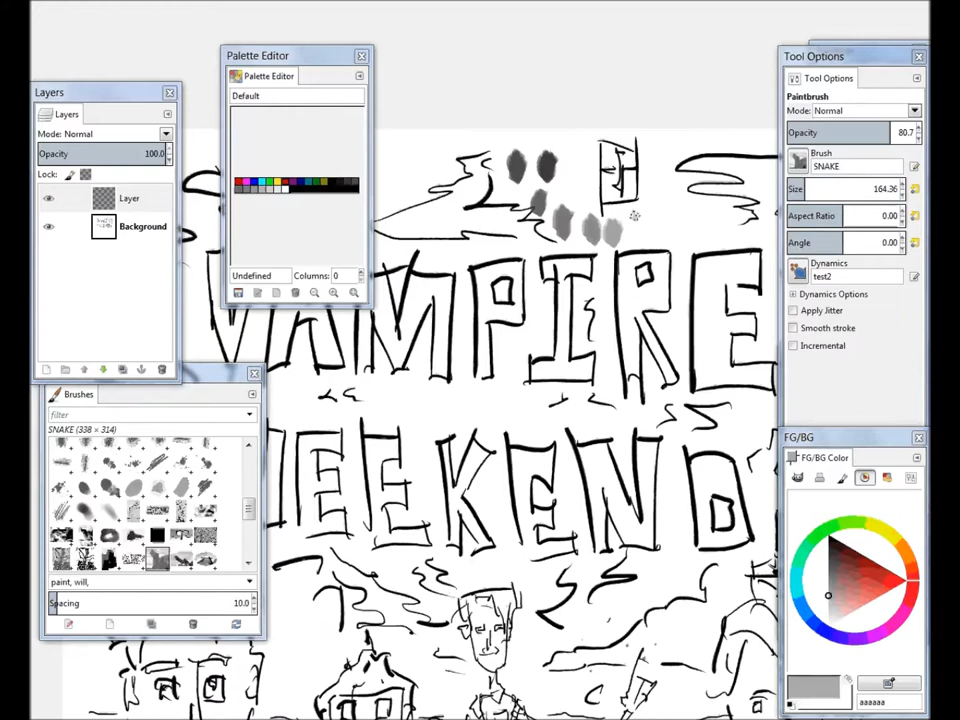 Palette Editor
Palette Editor
Default
Undefined
Columns: 0
Layers
Layers
Mode: Normal
Opacity 100.0
Lock:
Layer
Background
Brushes
filter
SNAKE (338 × 314)
paint, will,
Spacing 10.0
Tool Options
Tool Options
Paintbrush
Mode: Normal
Opacity 80.7
Brush
SNAKE
Size 164.36
Aspect Ratio 0.00
Angle 0.00
Dynamics
test2
Dynamics Options
Apply Jitter
Smooth stroke
Incremental
FG/BG
FG/BG Color
aaaaaa
VAMPIRE
EEKEND